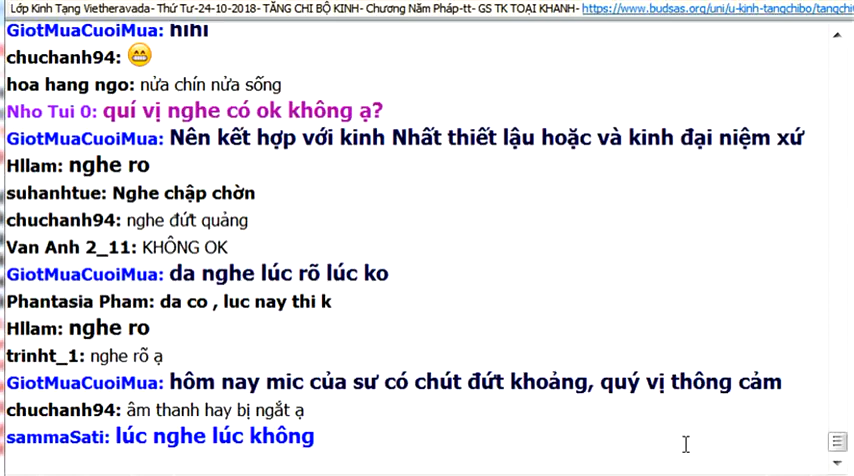 Lớp Kinh Tạng Vietheravada- Thứ Tư-24-10-2018- TĂNG CHI BỘ KINH- Chương Năm Pháp-tt- GS TK TOẠI KHANH- https://www.budsas.org/uni/u-kinh-tangchibo/tangchi
GiotMuaCuoiMua: hihi
chuchanh94: 😁
hoa hang ngo: nửa chín nửa sống
Nho Tui 0: quí vị nghe có ok không ạ?
GiotMuaCuoiMua: Nên kết hợp với kinh Nhất thiết lậu hoặc và kinh đại niệm xứ
Hllam: nghe ro
suhanhtue: Nghe chập chờn
chuchanh94: nghe đứt quảng
Van Anh 2_11: KHÔNG OK
GiotMuaCuoiMua: da nghe lúc rõ lúc ko
Phantasia Pham: da co , luc nay thi k
Hllam: nghe ro
trinht_1: nghe rõ ạ
GiotMuaCuoiMua: hôm nay mic của sư có chút đứt khoảng, quý vị thông cảm
chuchanh94: âm thanh hay bị ngắt ạ
sammaSati: lúc nghe lúc không